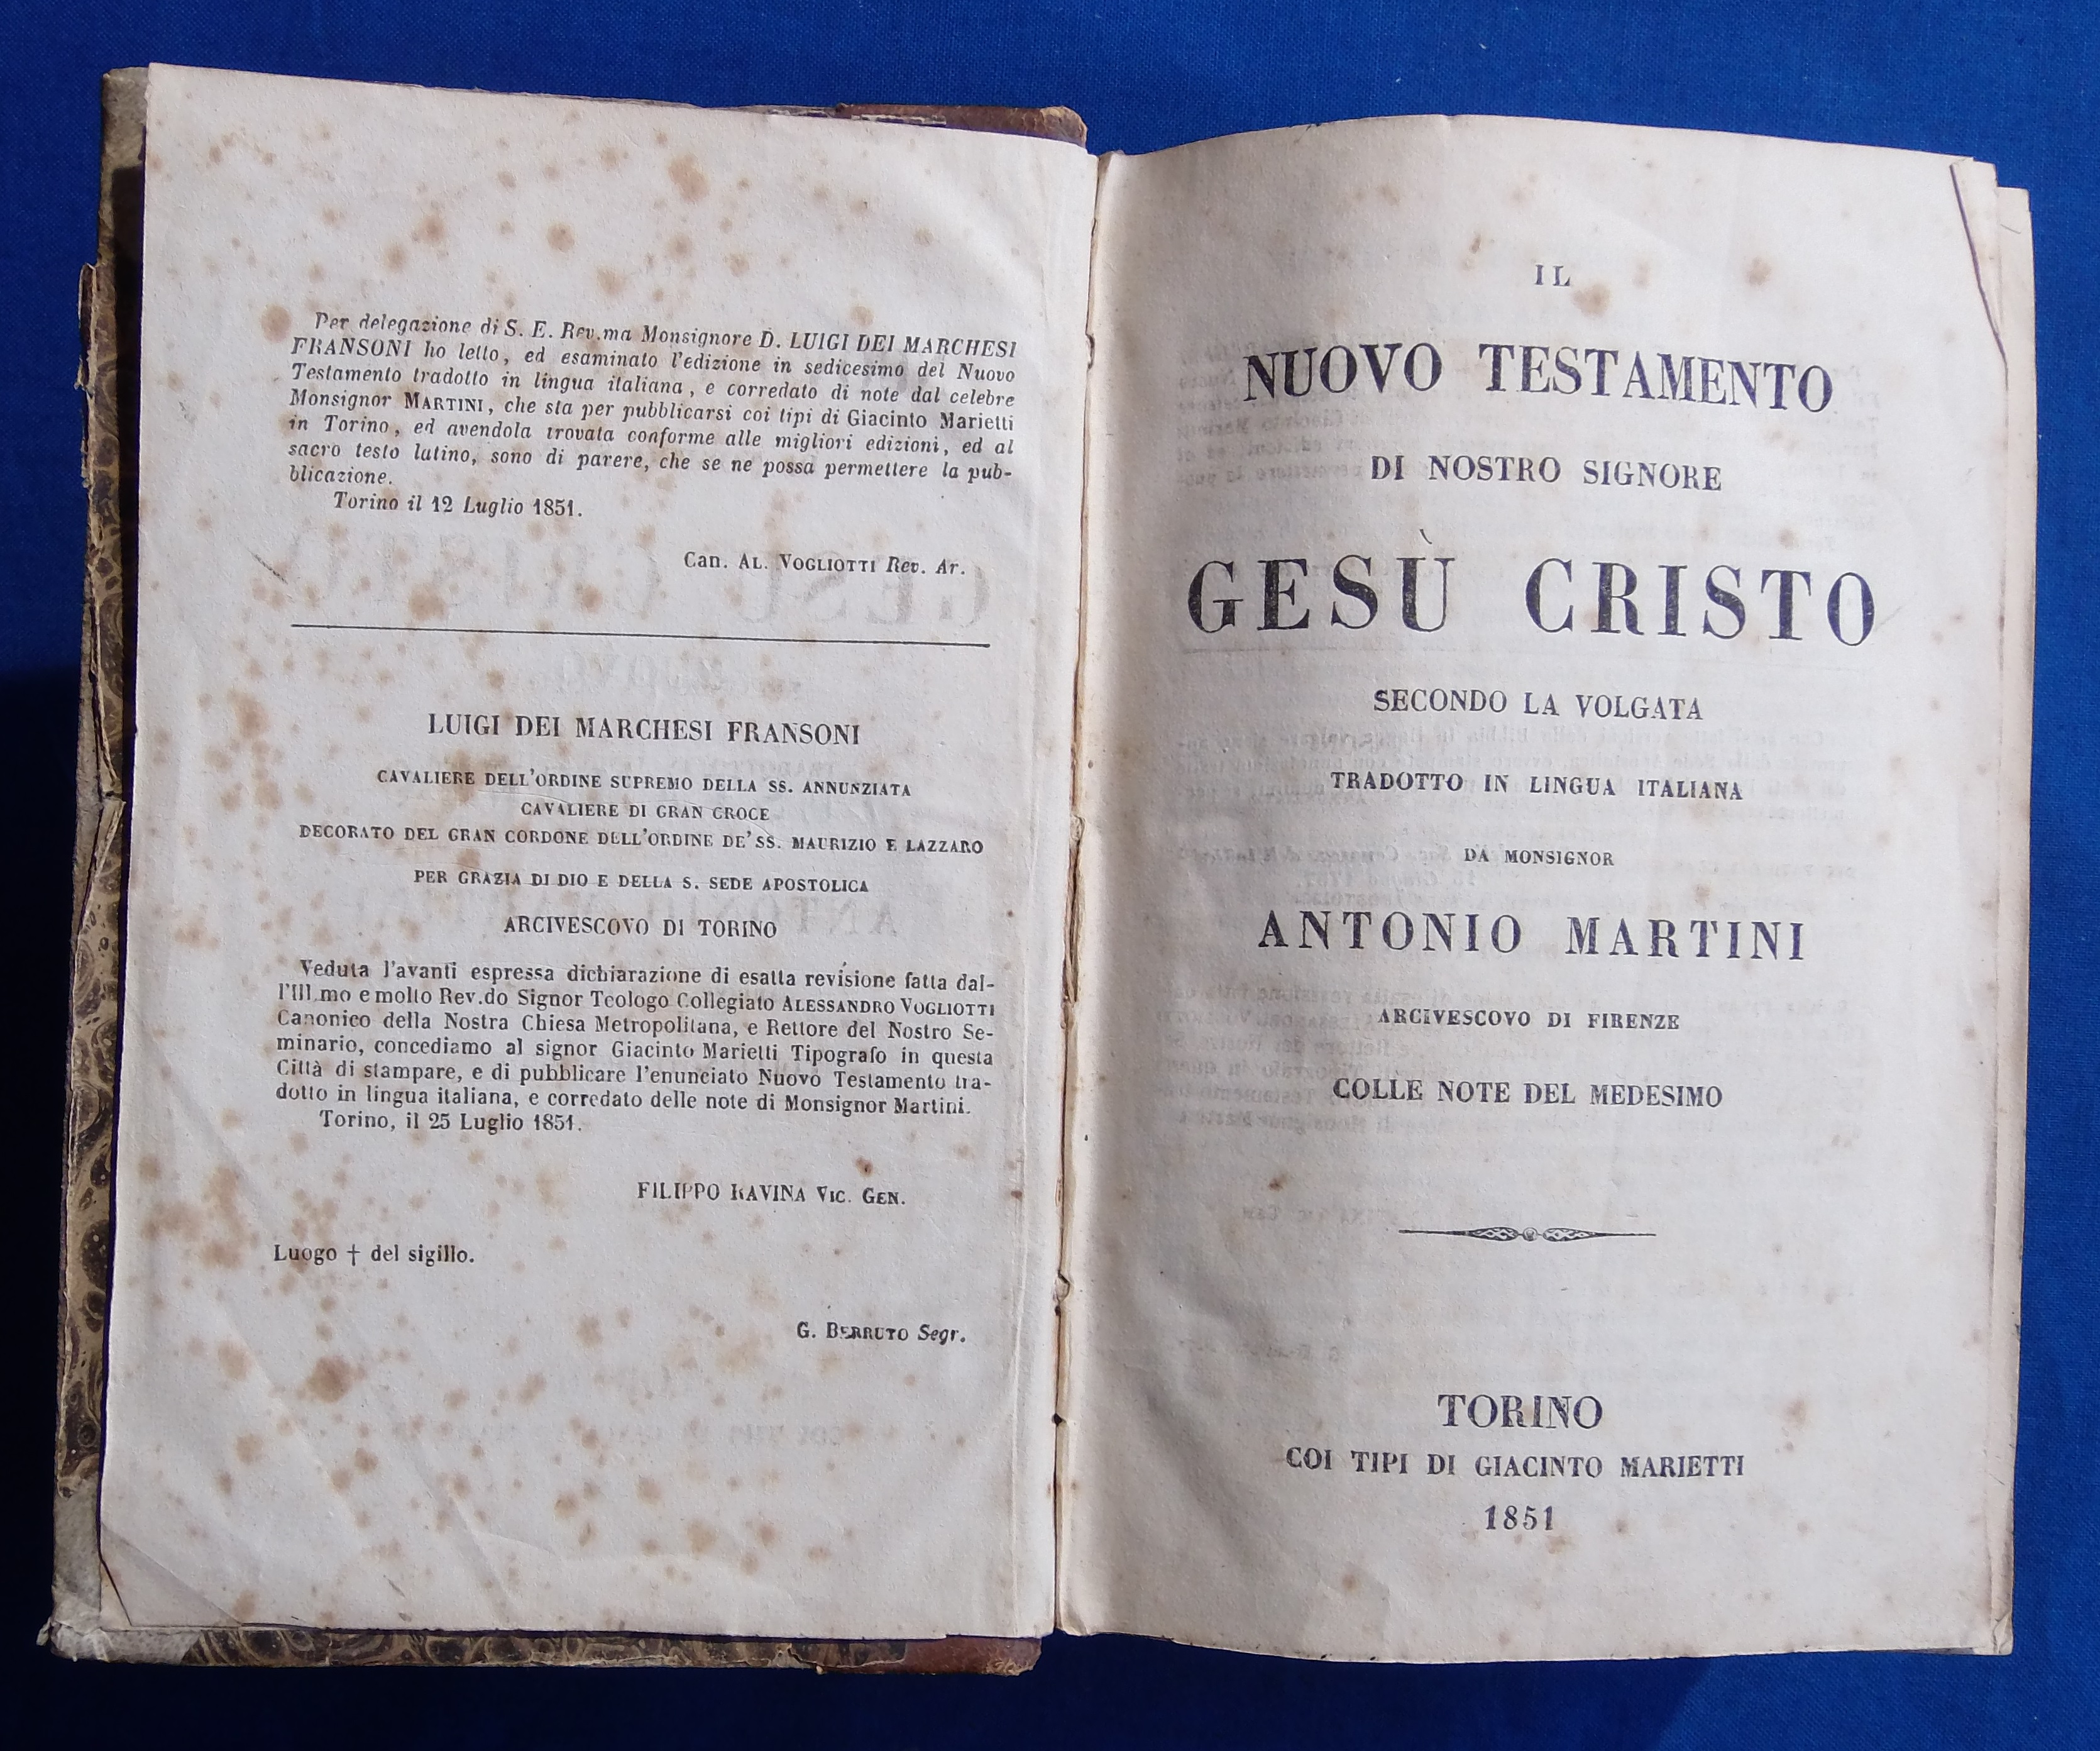 Per delegazione di S. E. Rev.ma Monsignore D. LUIGI DEI MARCHESI
FRANSONI ho letto, ed esaminato l'edizione in sedicesimo del Nuovo
Testamento tradotto in lingua italiana, e corredato di note dal celebre
Monsignor MARTINI, che sta per pubblicarsi coi tipi di Giacinto Marietti
in Torino, ed avendola trovata conforme alle migliori edizioni, ed al
sacro testo latino, sono di parere, che se ne possa permettere la pub-
blicazione.
Torino il 12 Luglio 1851.
Can. AL. VOGLIOTTI Rev. Ar.
LUIGI DEI MARCHESI FRANSONI
CAVALIERE DELL'ORDINE SUPREMO DELLA SS. ANNUNZIATA
CAVALIERE DI GRAN CROCE
DECORATO DEL GRAN CORDONE DELL'ORDINE DE' SS. MAURIZIO E LAZZARO
PER GRAZIA DI DIO E DELLA S. SEDE APOSTOLICA
ARCIVESCOVO DI TORINO
Veduta l'avanti espressa dichiarazione di esatta revisione fatta dal-
l'Ill.mo e molto Rev.do Signor Teologo Collegiato ALESSANDRO VOGLIOTTI
Canonico della Nostra Chiesa Metropolitana, e Rettore del Nostro Se-
minario, concediamo al signor Giacinto Marietti Tipografo in questa
Città di stampare, e di pubblicare l'enunciato Nuovo Testamento tra-
dotto in lingua italiana, e corredato delle note di Monsignor Martini.
Torino, il 25 Luglio 1851.
FILIPPO RAVINA VIC. GEN.
Luogo † del sigillo.
G. BERRUTO Segr.
IL
NUOVO TESTAMENTO
DI NOSTRO SIGNORE
GESÙ CRISTO
SECONDO LA VOLGATA
TRADOTTO IN LINGUA ITALIANA
DA MONSIGNOR
ANTONIO MARTINI
ARCIVESCOVO DI FIRENZE
COLLE NOTE DEL MEDESIMO
TORINO
COI TIPI DI GIACINTO MARIETTI
1851